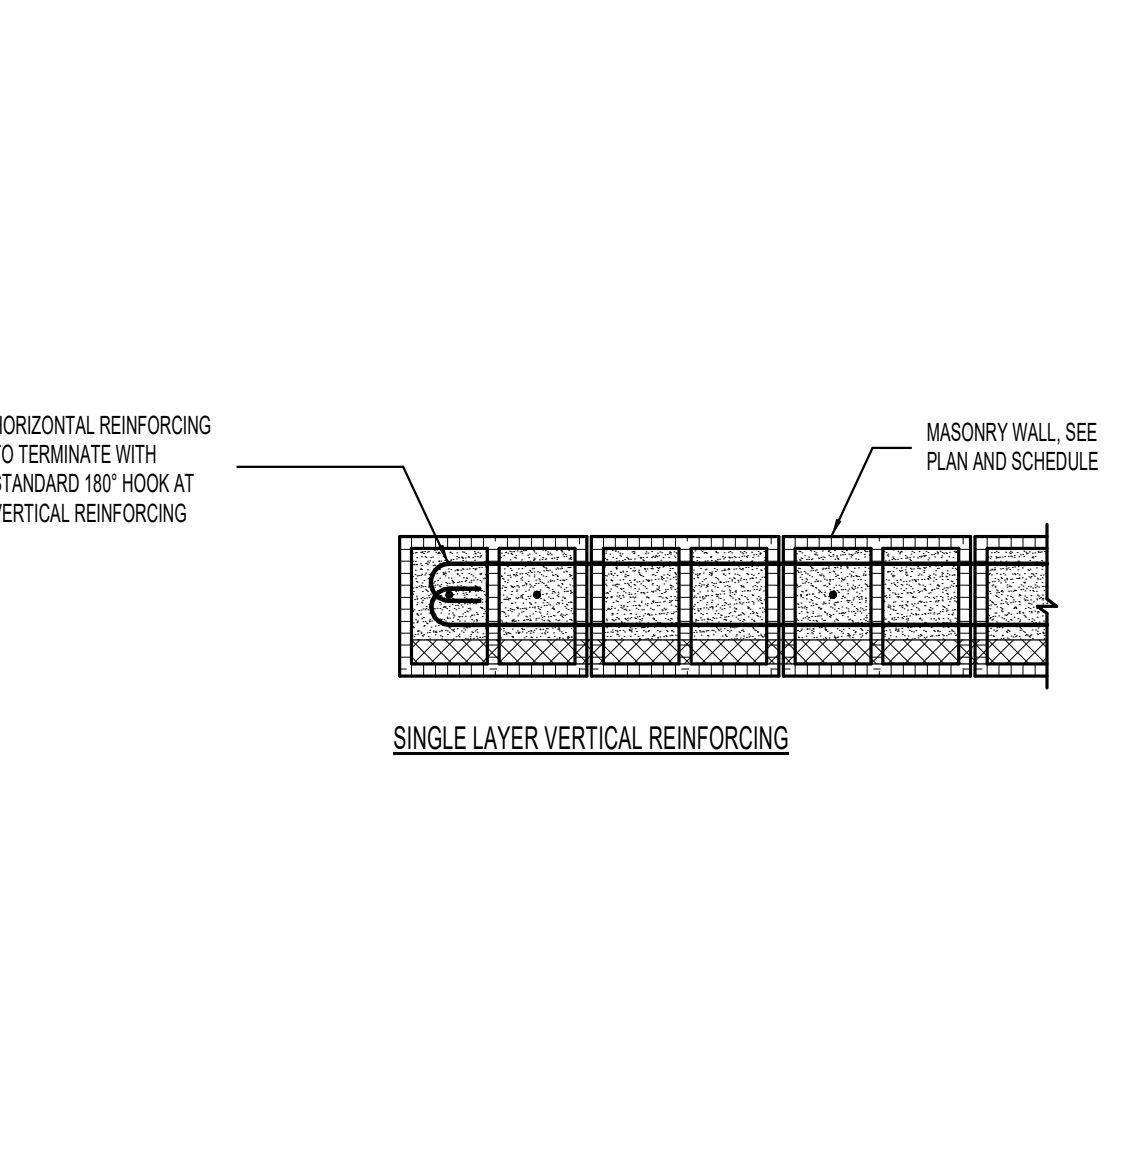 HORIZONTAL REINFORCING
TO TERMINATE WITH
STANDARD 180° HOOK AT
VERTICAL REINFORCING
MASONRY WALL, SEE
PLAN AND SCHEDULE
SINGLE LAYER VERTICAL REINFORCING